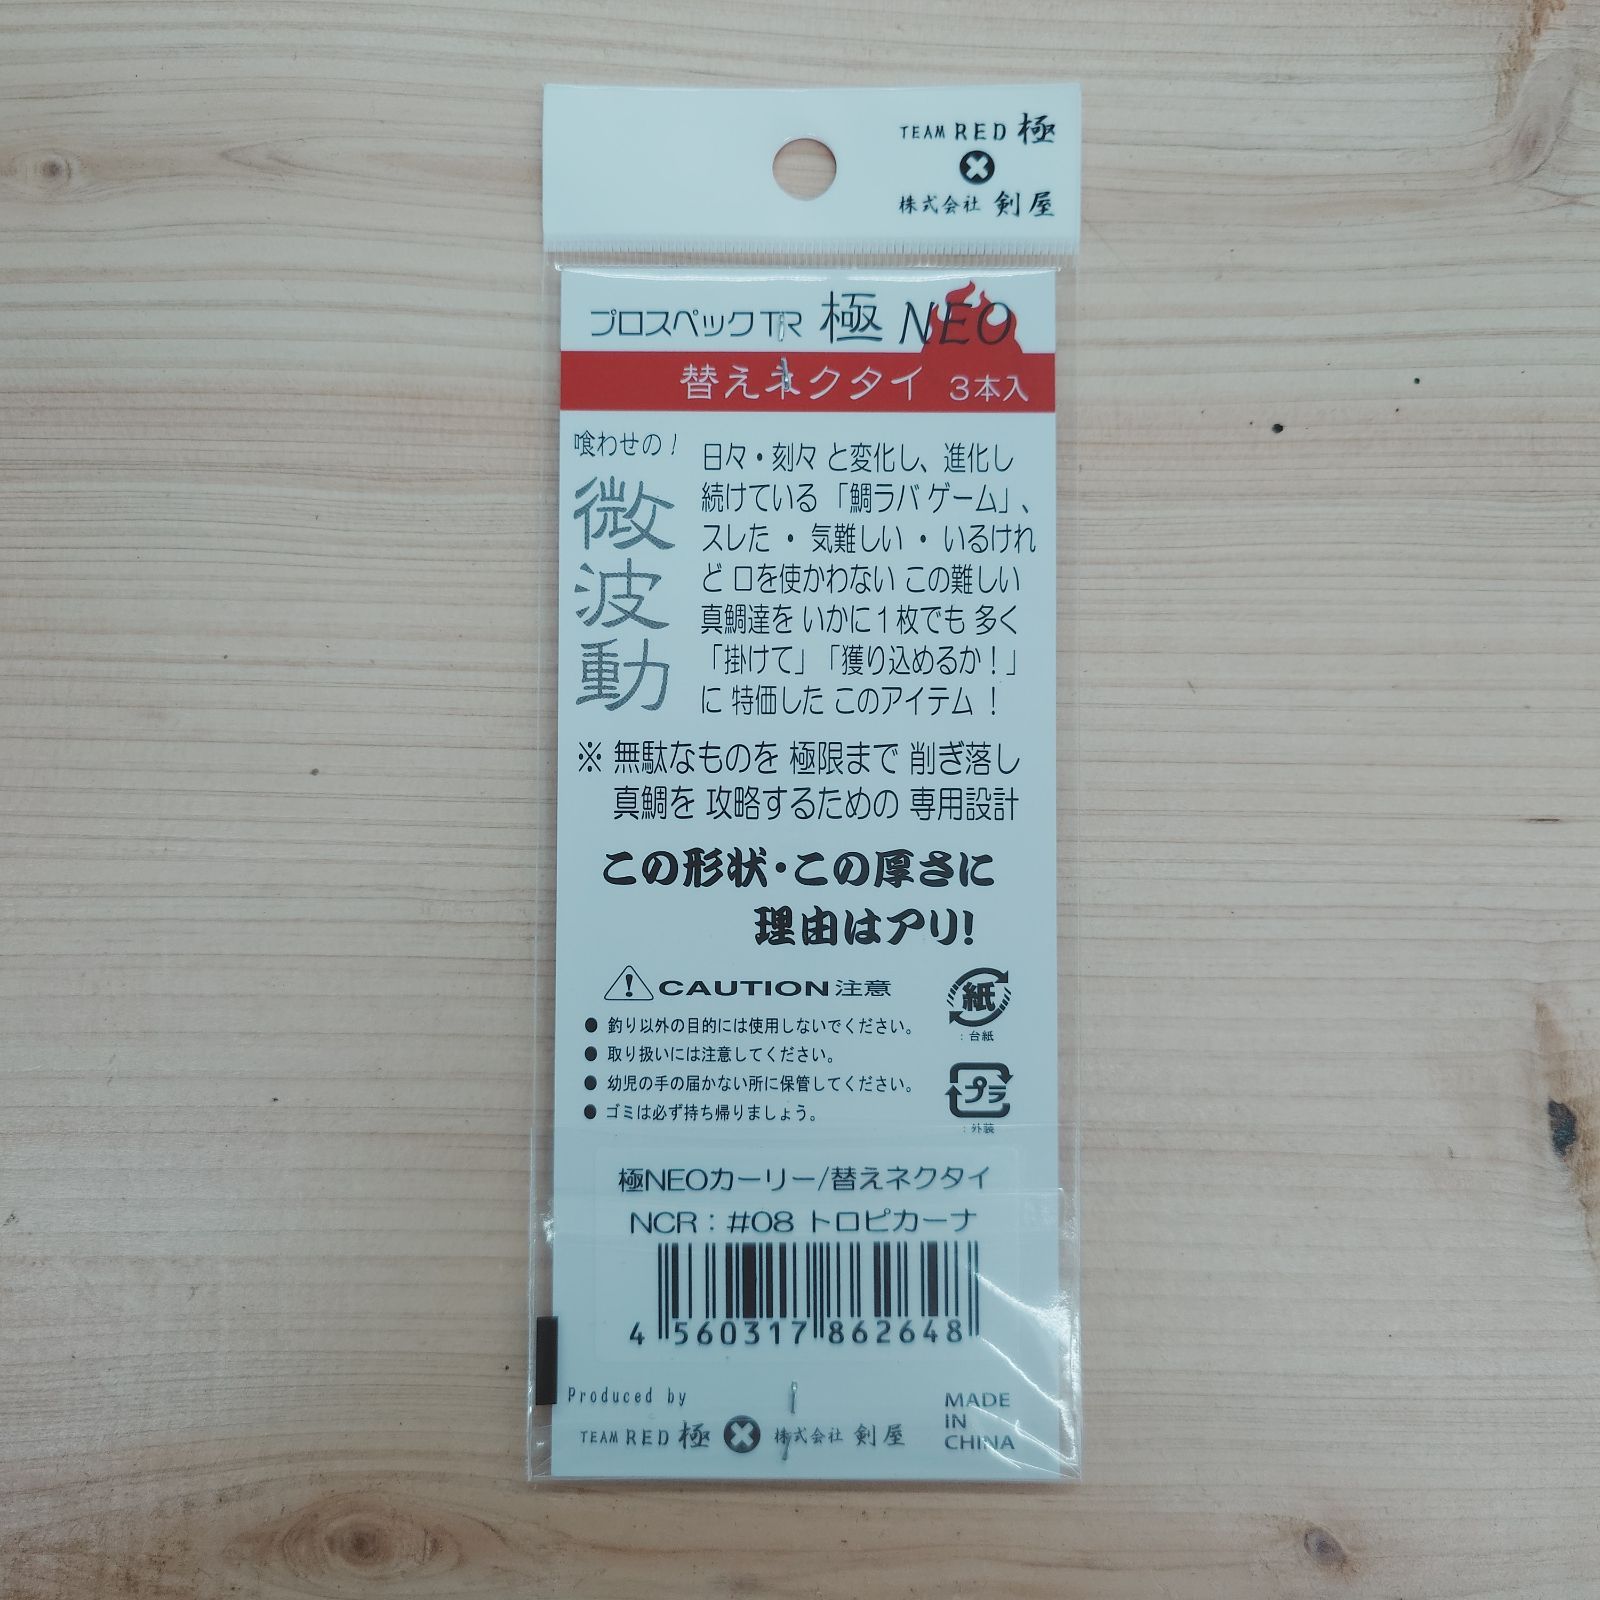 TEAM RED 極
株式会社 剣屋
プロスペックTR 極 NEO
替えネクタイ 3本入
喰わせの!
微波動
日々・刻々 と変化し、進化し
続けている 「鯛ラバ ゲーム」、
スレた ・ 気難しい ・ いるけれ
ど 口を使かわない この難しい
真鯛達を いかに1枚でも 多く
「掛けて」「獲り込めるか!」
に 特価した このアイテム !
※ 無駄なものを 極限まで 削ぎ落し
真鯛を 攻略するための 専用設計
この形状・この厚さに
理由はアリ!
CAUTION 注意
● 釣り以外の目的には使用しないでください。
● 取り扱いには注意してください。
● 幼児の手の届かない所に保管してください。
● ゴミは必ず持ち帰りましょう。
紙
:台紙
プラ
:外装
極NEOカーリー/替えネクタイ
NCR:#08 トロピカーナ
4 560317 862648
Produced by
TEAM RED 極 株式会社 剣屋
MADE
IN
CHINA